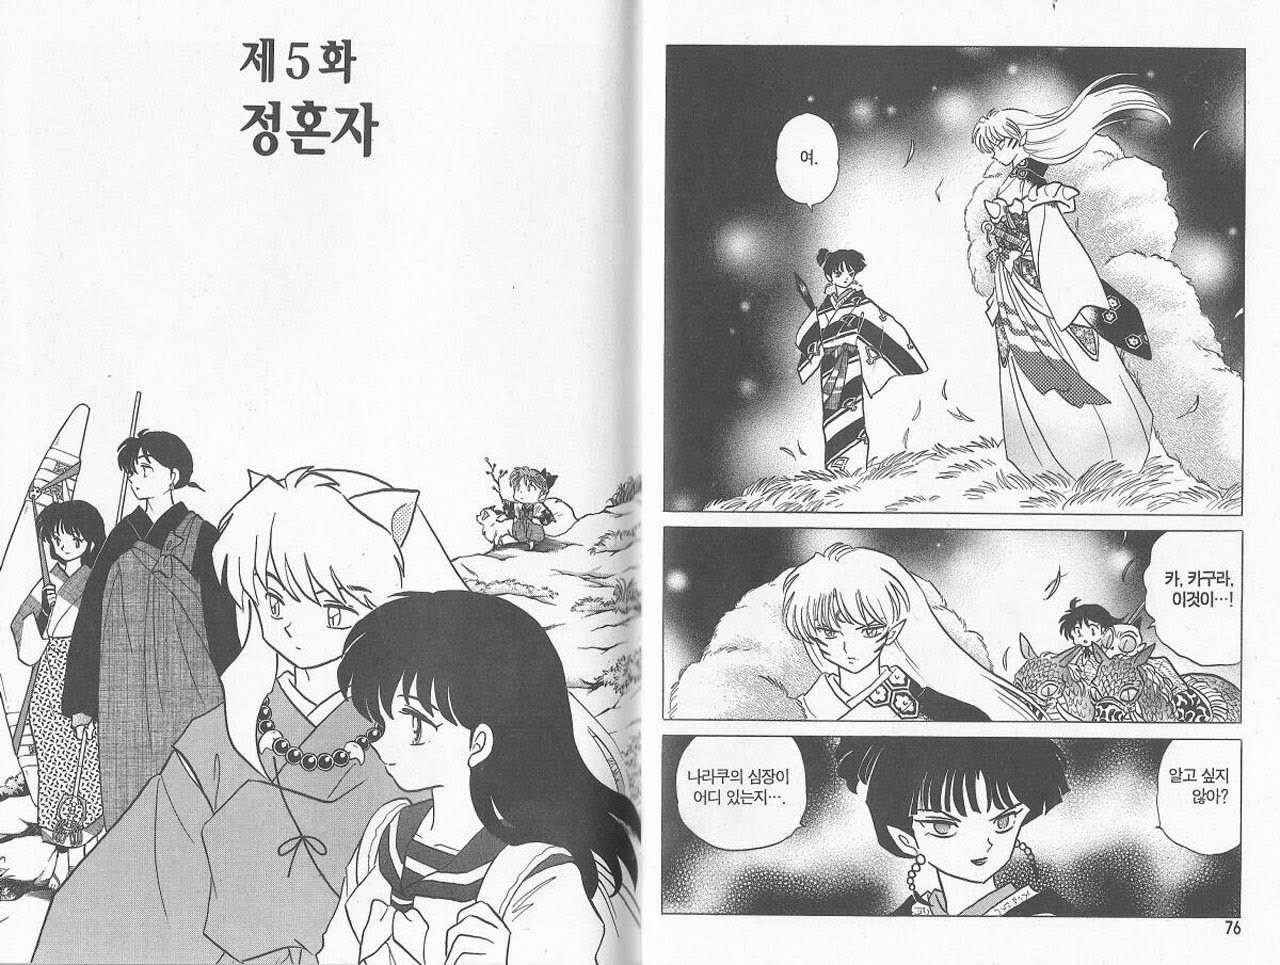 제5화
정혼자
여.
카, 카구라,
이것이…!
나라쿠의 심장이
어디 있는지….
알고 싶지
않아?
76